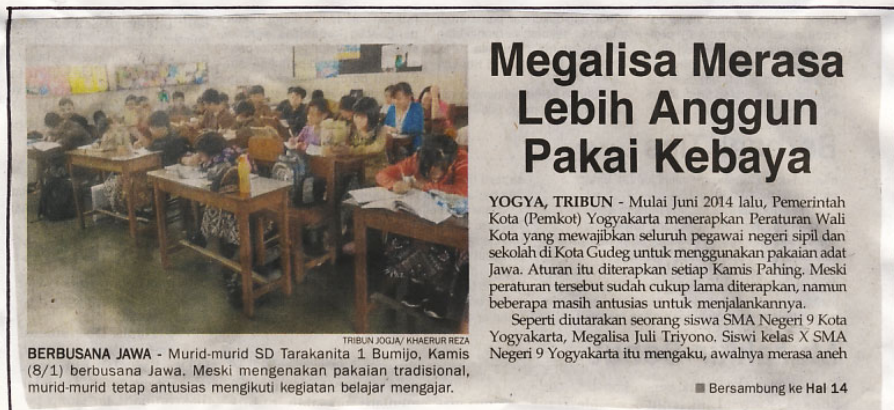 Megalisa Merasa
Lebih Anggun
Pakai Kebaya
YOGYA, TRIBUN - Mulai Juni 2014 lalu, Pemerintah
Kota (Pemkot) Yogyakarta menerapkan Peraturan Wali
Kota yang mewajibkan seluruh pegawai negeri sipil dan
sekolah di Kota Gudeg untuk menggunakan pakaian adat
Jawa. Aturan itu diterapkan setiap Kamis Pahing. Meski
peraturan tersebut sudah cukup lama diterapkan, namun
beberapa masih antusias untuk menjalankannya.
Seperti diutarakan seorang siswa SMA Negeri 9 Kota
Yogyakarta, Megalisa Juli Triyono. Siswi kelas X SMA
Negeri 9 Yogyakarta itu mengaku, awalnya merasa aneh
■ Bersambung ke Hal 14
TRIBUN JOGJA/ KHAERUR REZA
BERBUSANA JAWA - Murid-murid SD Tarakanita 1 Bumijo, Kamis
(8/1) berbusana Jawa. Meski mengenakan pakaian tradisional,
murid-murid tetap antusias mengikuti kegiatan belajar mengajar.